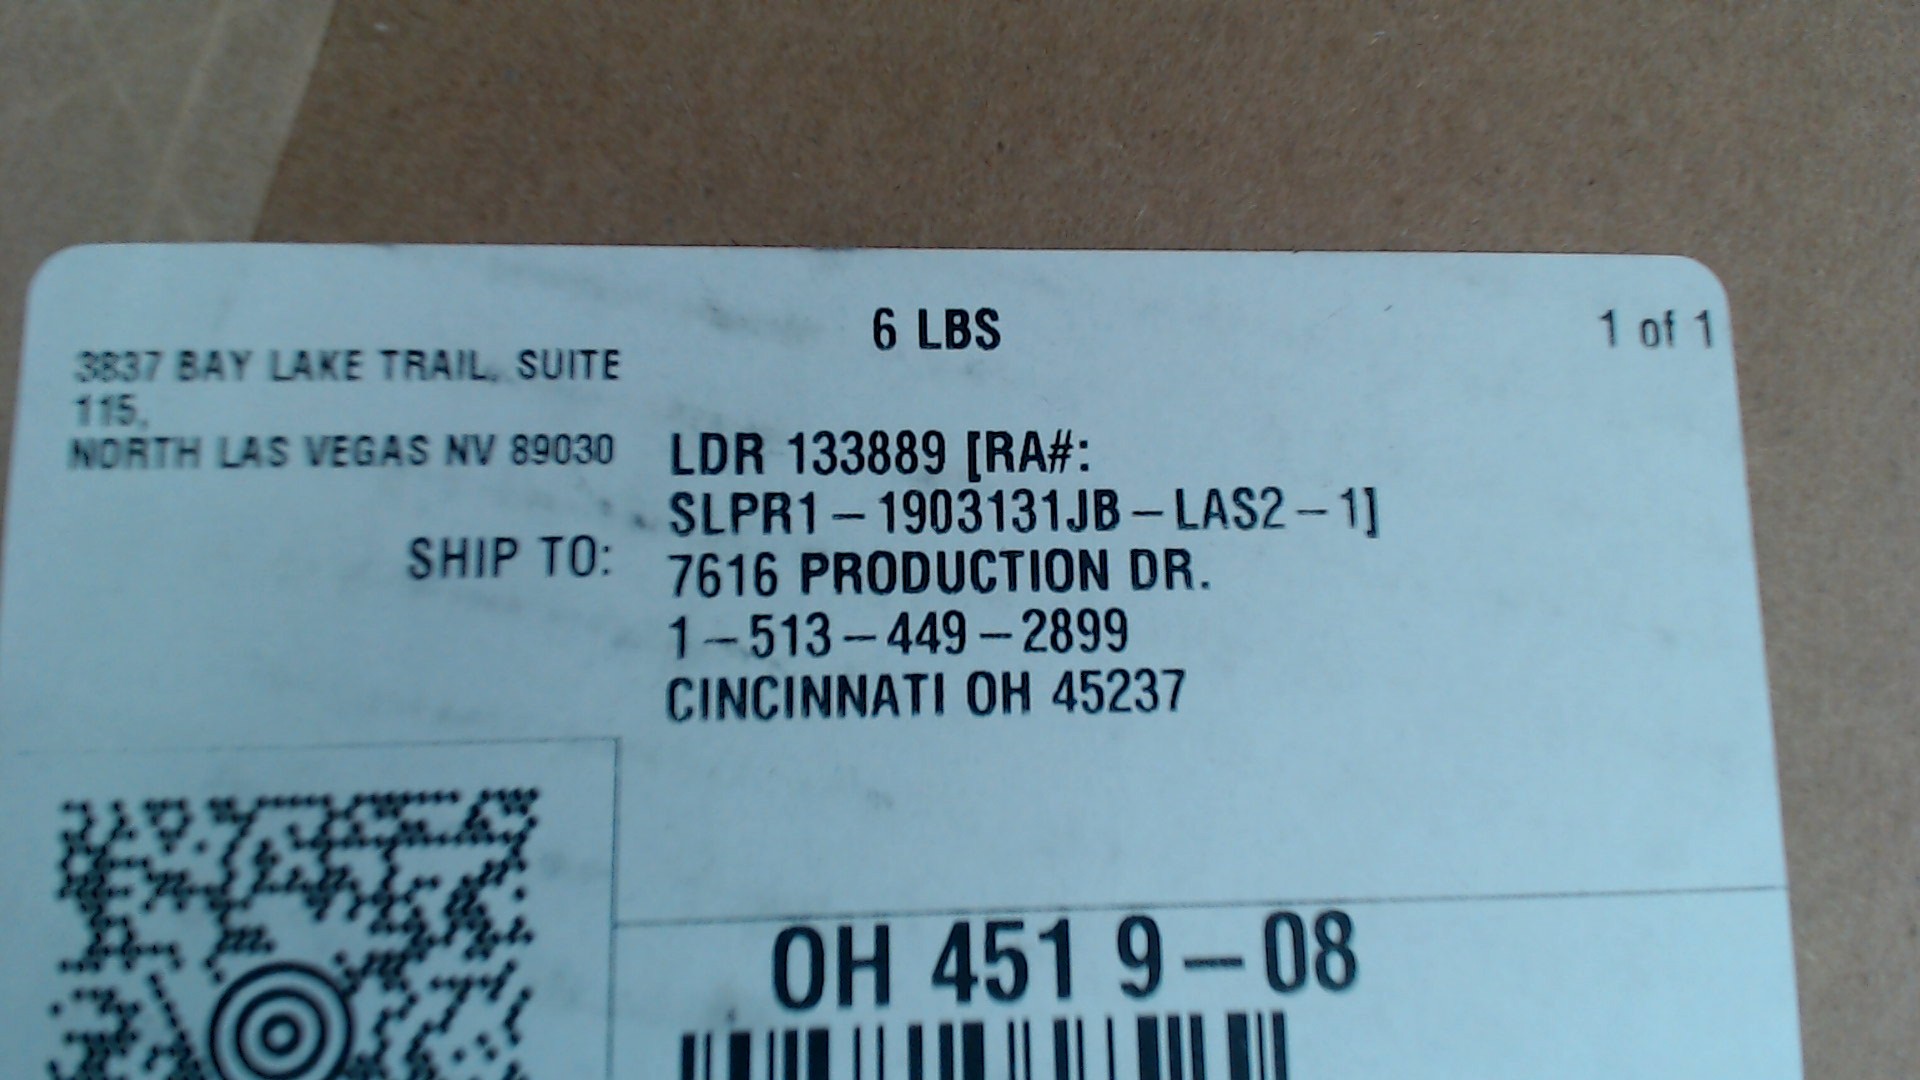 6 LBS
1 of 1
3837 BAY LAKE TRAIL, SUITE
115,
NORTH LAS VEGAS NV 89030
SHIP TO:
LDR 133889 [RA#:
SLPR1-1903131JB-LAS2-1]
7616 PRODUCTION DR.
1-513-449-2899
CINCINNATI OH 45237
OH 451 9-08